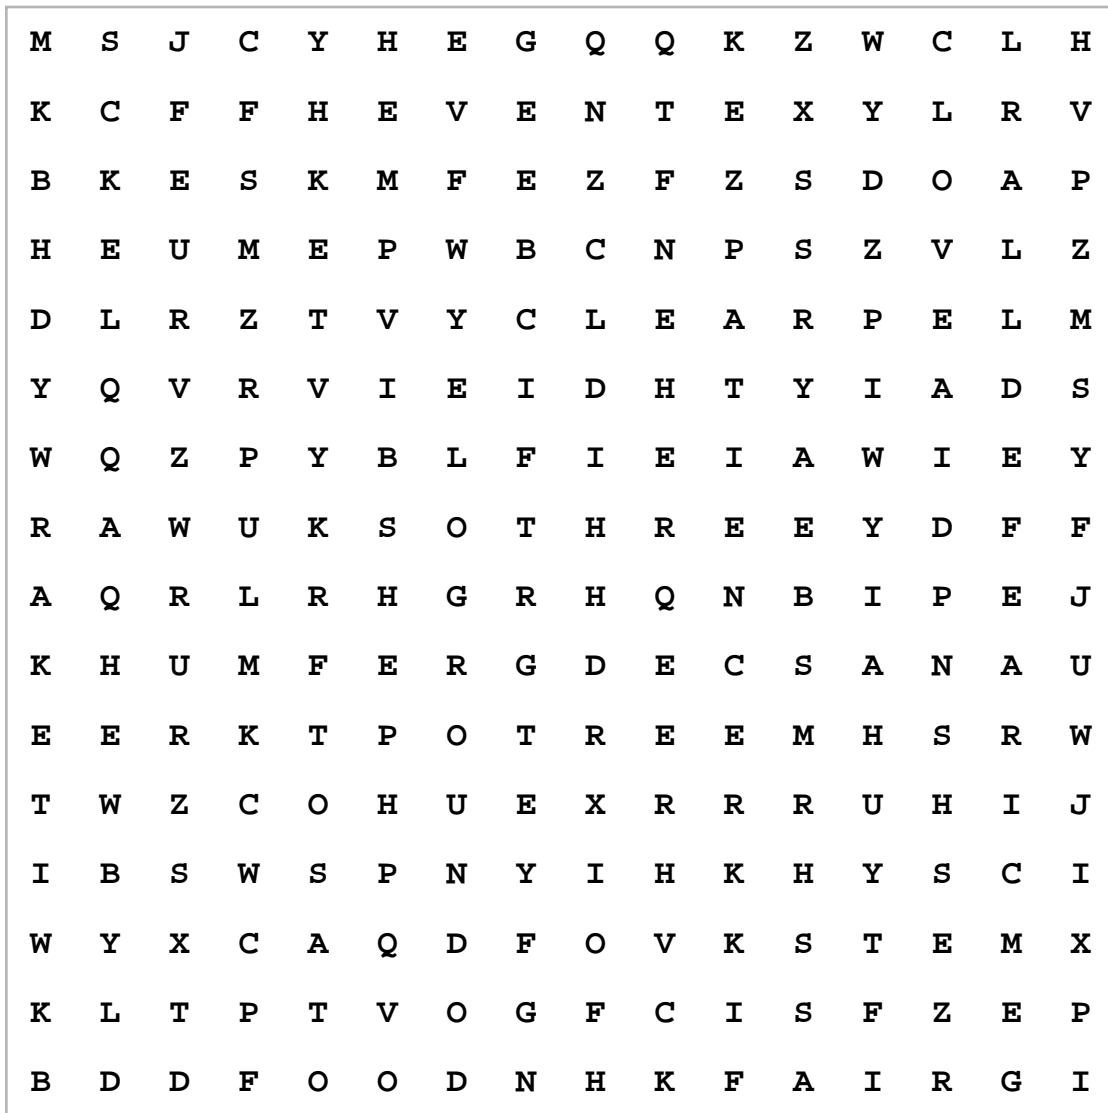 M S J C Y H E G Q Q K Z W C L H
K C F F H E V E N T E X Y L R V
B K E S K M F E Z F Z S D O A P
H E U M E P W B C N P S Z V L Z
D L R Z T V Y C L E A R P E L M
Y Q V R V I E I D H T Y I A D S
W Q Z P Y B L F I E I A W I E Y
R A W U K S O T H R E E Y D F F
A Q R L R H G R H Q N B I P E J
K H U M F E R G D E C S A N A U
E E R K T P O T R E E M H S R W
T W Z C O H U E X R R R U H I J
I B S W S P N Y I H K H Y S C I
W Y X C A Q D F O V K S T E M X
K L T P T V O G F C I S F Z E P
B D D F O O D N H K F A I R G I